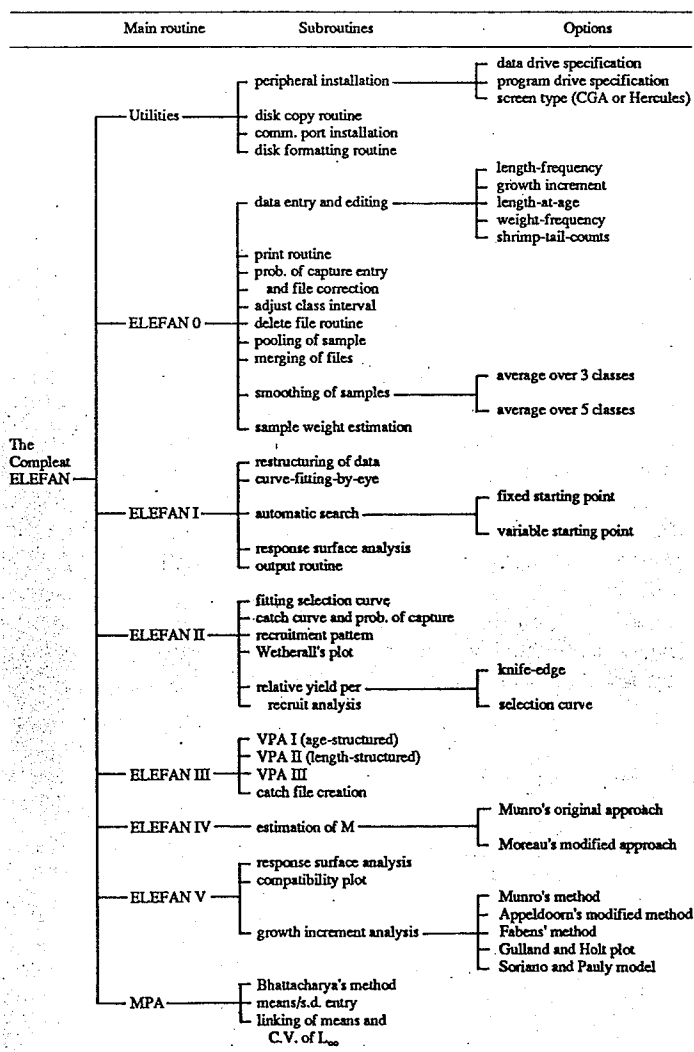 Main routine Subroutines Options
data drive specification
peripheral installation program drive specification
screen type (CGA or Hercules)
Utilities disk copy routine
comm. port installation
disk formatting routine
length-frequency
growth increment
data entry and editing length-at-age
weight-frequency
shrimp-tail-counts
print routine
prob. of capture entry
and file correction
adjust class interval
ELEFAN 0 delete file routine
pooling of sample
merging of files
average over 3 classes
smoothing of samples
average over 5 classes
sample weight estimation
The
Compleat
ELEFAN
restructuring of data
curve-fitting-by-eye
fixed starting point
ELEFAN I automatic search
variable starting point
response surface analysis
output routine
fitting selection curve
catch curve and prob. of capture
ELEFAN II recruitment pattern
Wetherall's plot
knife-edge
relative yield per
recruit analysis selection curve
VPA I (age-structured)
VPA II (length-structured)
ELEFAN III VPA III
catch file creation
Munro's original approach
ELEFAN IV estimation of M
Moreau's modified approach
response surface analysis
compatibility plot
ELEFAN V Munro's method
Appeldoorn's modified method
growth increment analysis Fabens' method
Gulland and Holt plot
Soriano and Pauly model
Bhattacharya's method
MPA means/s.d. entry
linking of means and
C.V. of L∞